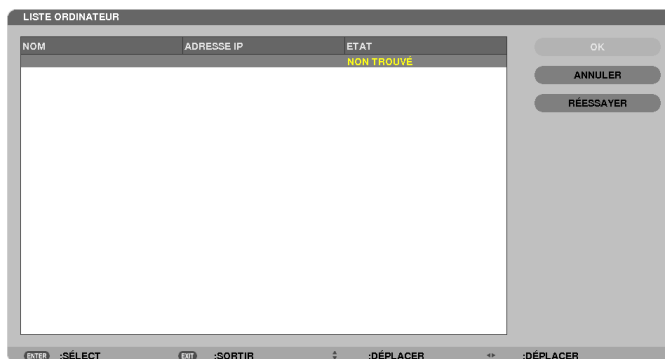 LISTE ORDINATEUR
NOM ADRESSE IP ETAT
NON TROUVÉ
OK
ANNULER
RÉESSAYER
ENTER :SÉLECT EXIT :SORTIR :DÉPLACER :DÉPLACER